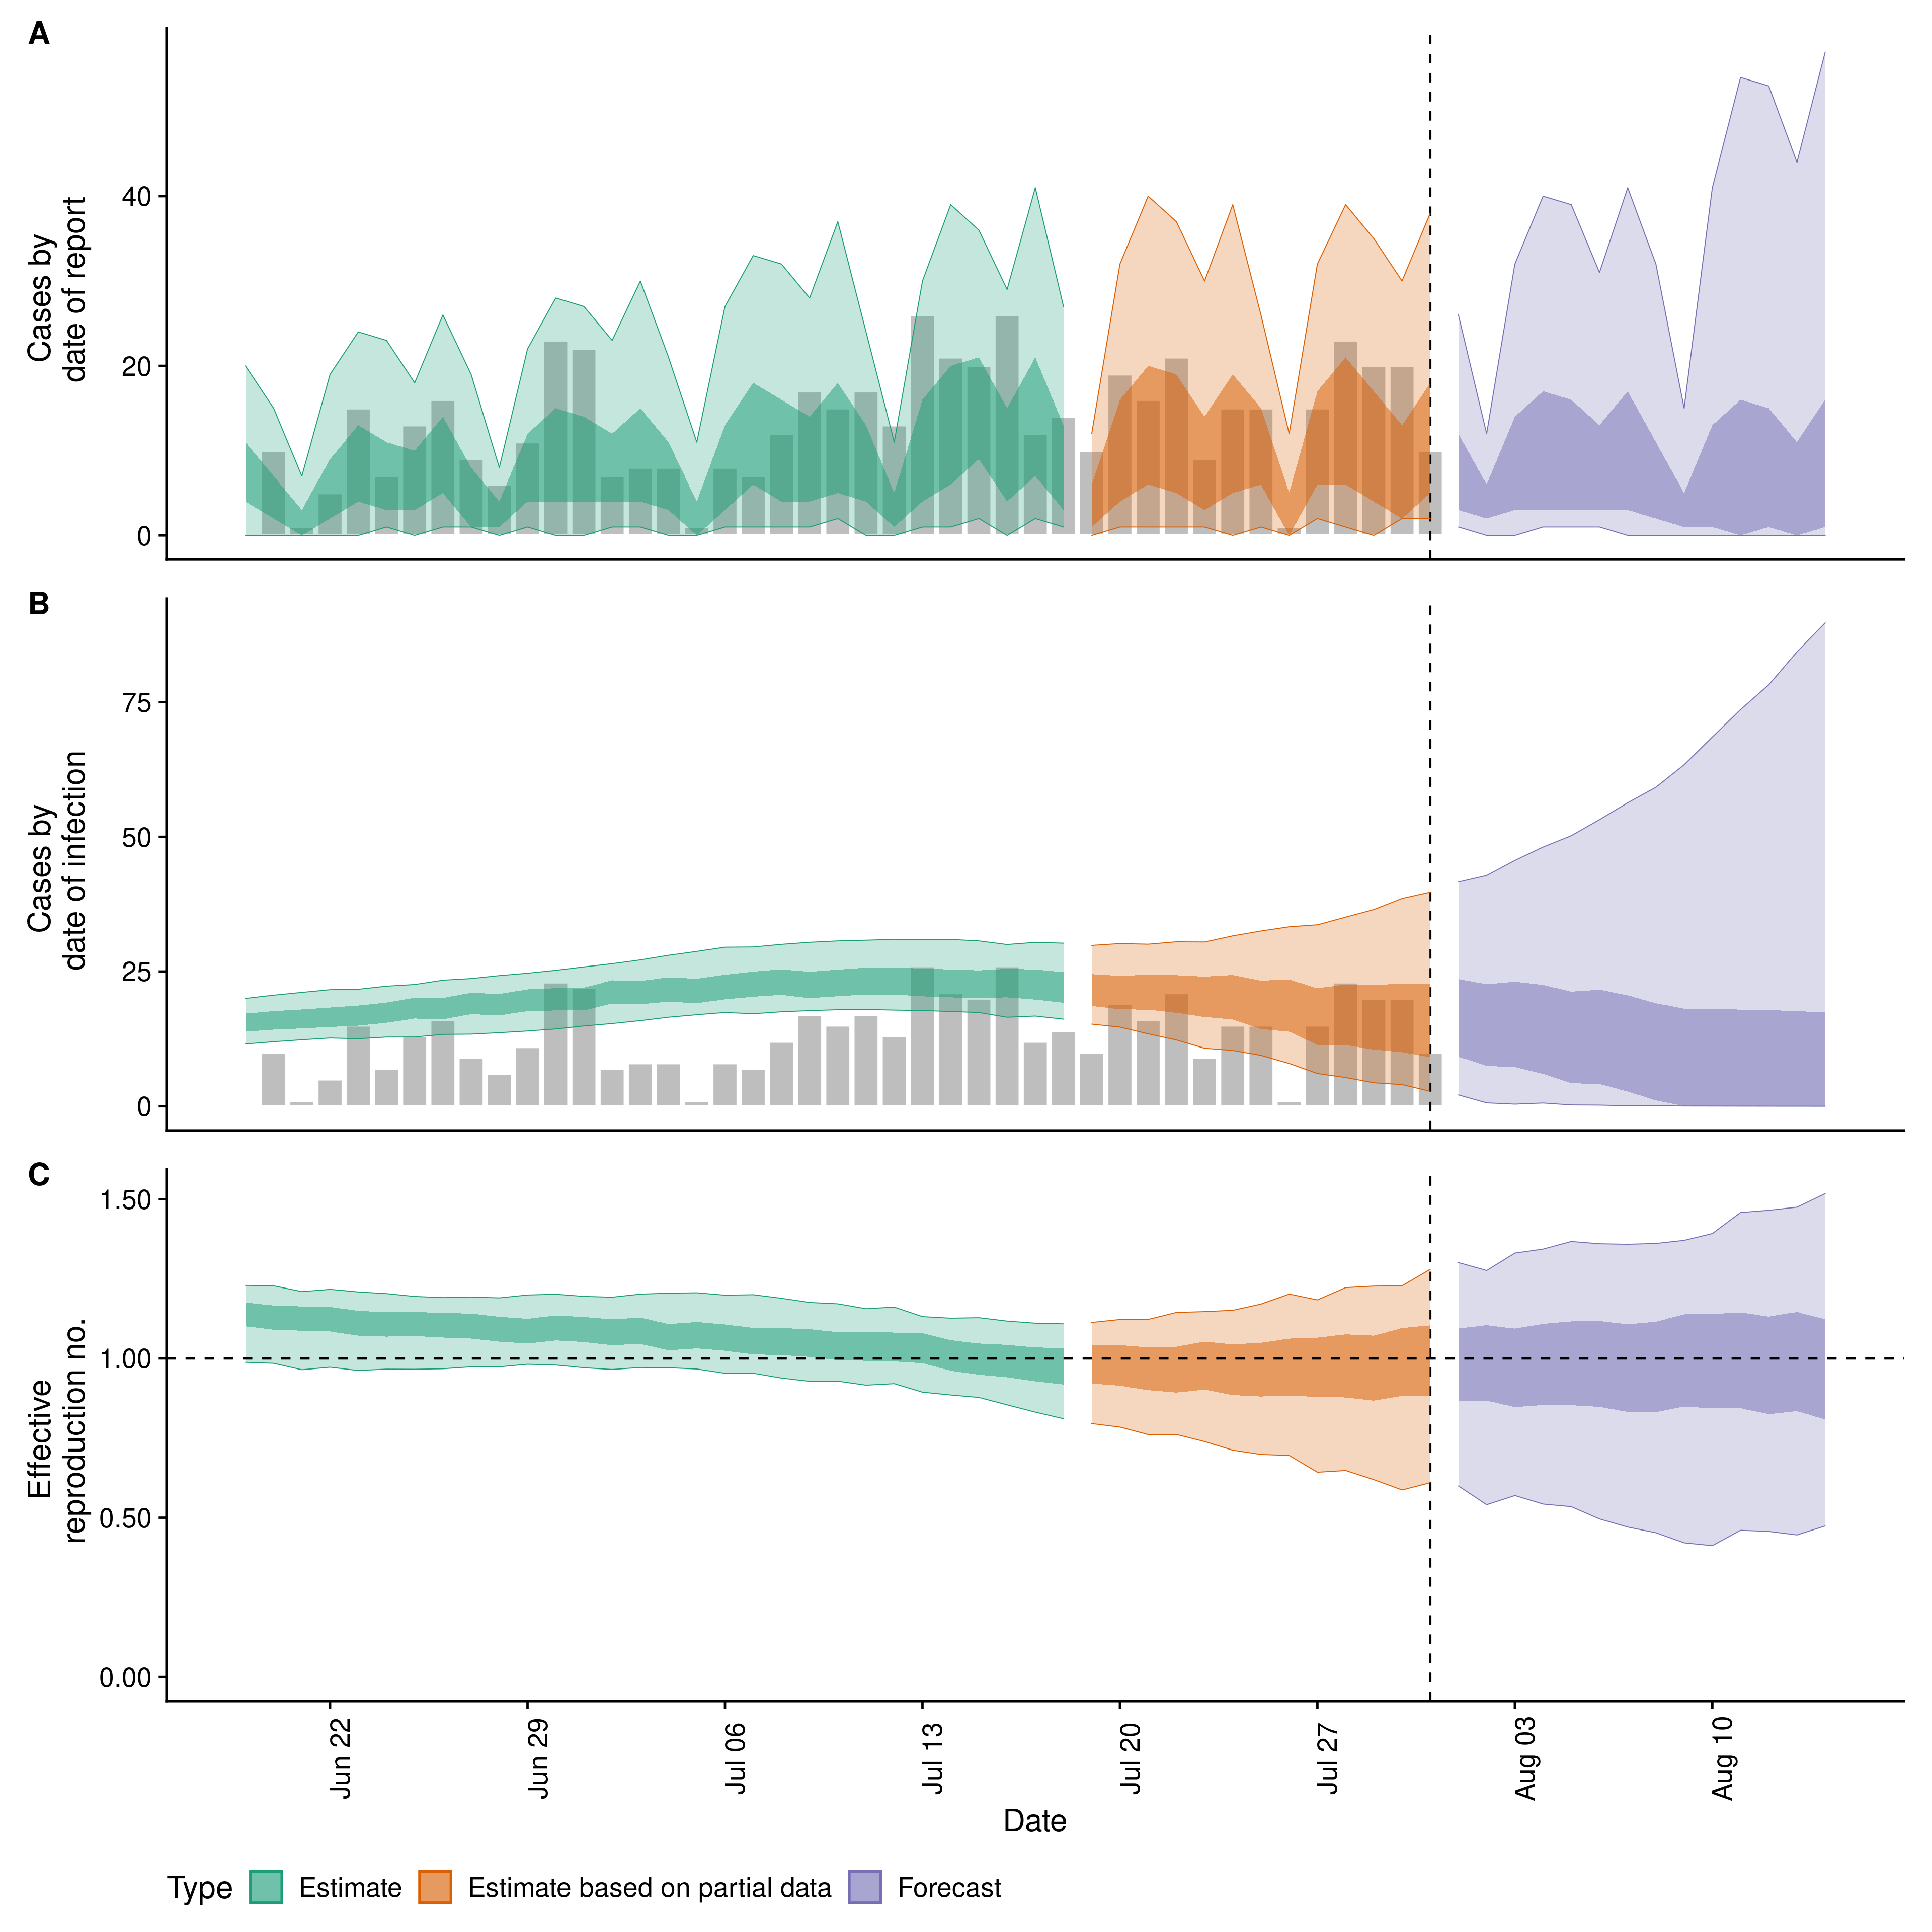 A
Cases by
date of report
40
20
0
B
Cases by
date of infection
75
50
25
0
C
Effective
reproduction no.
1.50
1.00
0.50
0.00
Jun 22
Jun 29
Jul 06
Jul 13
Jul 20
Jul 27
Aug 03
Aug 10
Date
Type Estimate Estimate based on partial data Forecast